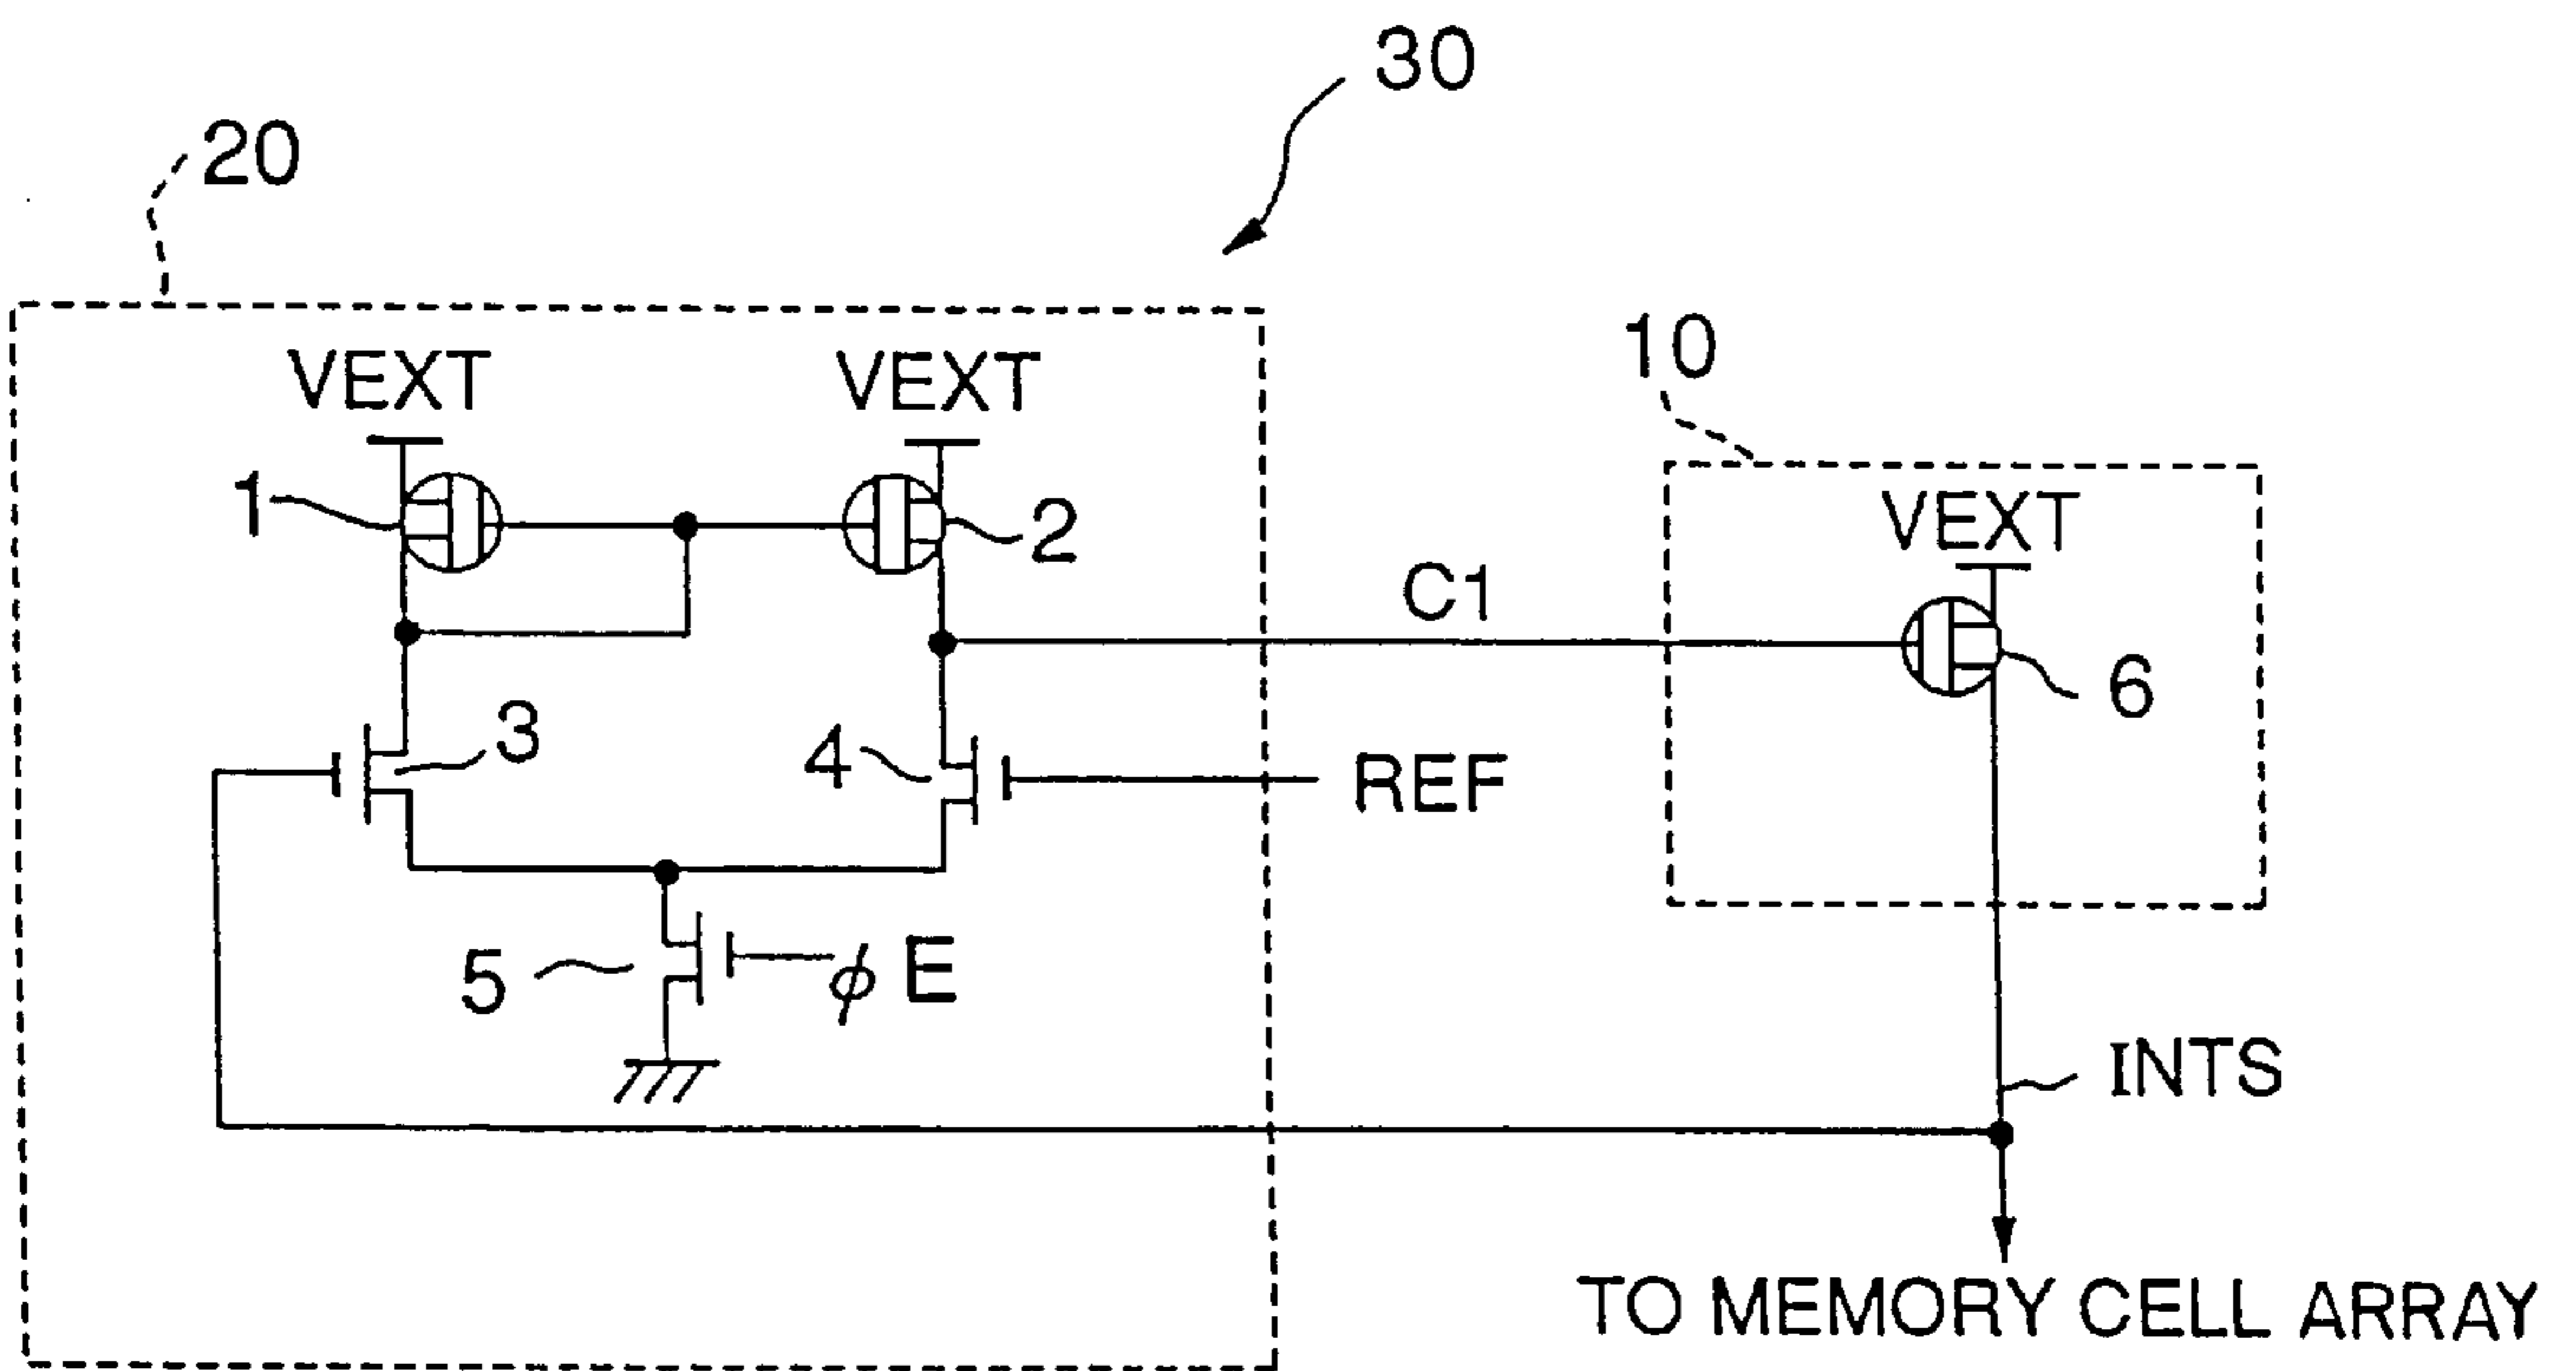 30
20
10
VEXT
VEXT
VEXT
1
2
C1
6
3
4
REF
5
φ E
INTS
TO MEMORY CELL ARRAY